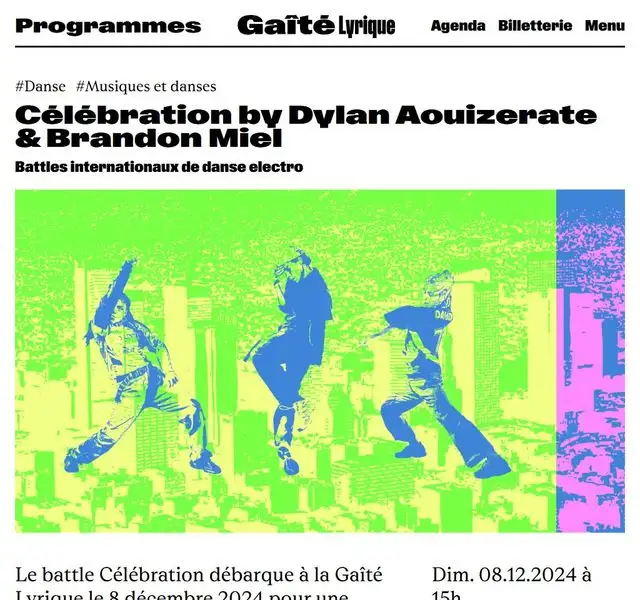 Programmes
Gaîté Lyrique
Agenda Billetterie Menu
#Danse #Musiques et danses
Célébration by Dylan Aouizerate
& Brandon Miel
Battles internationaux de danse electro
Le battle Célébration débarque à la Gaîté
Lyrique le 8 décembre 2024 pour une
Dim. 08.12.2024 à
15h